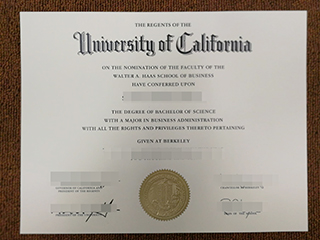 THE REGENTS OF THE
University of California
ON THE NOMINATION OF THE FACULTY OF THE
WALTER A. HAAS SCHOOL OF BUSINESS
HAVE CONFERRED UPON
THE DEGREE OF BACHELOR OF SCIENCE
WITH A MAJOR IN BUSINESS ADMINISTRATION
WITH ALL THE RIGHTS AND PRIVILEGES THERETO PERTAINING
GIVEN AT BERKELEY